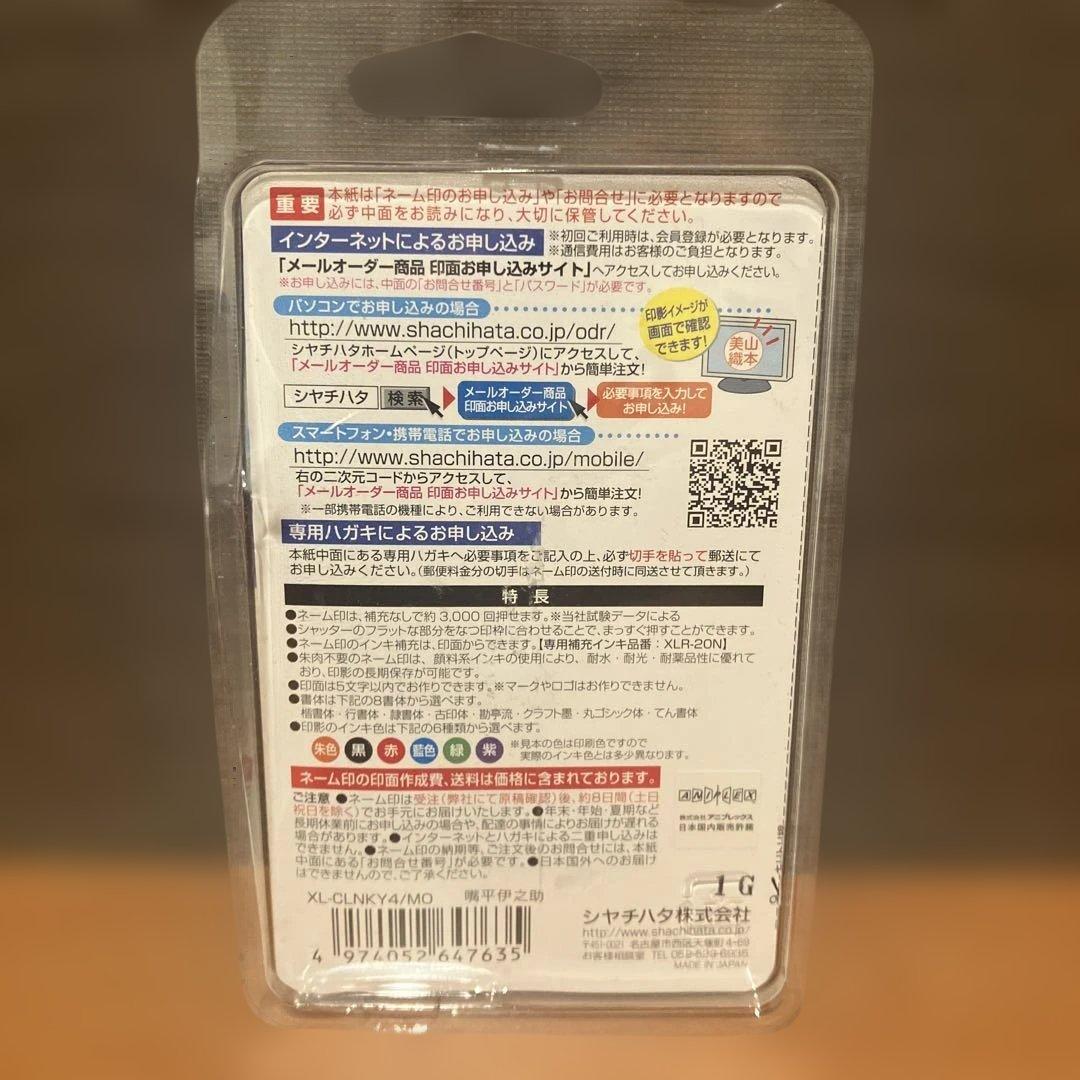 重要 本紙は「ネーム印のお申し込み」や「お問合せ」に必要となりますので
必ず中面をお読みになり、大切に保管してください。
インターネットによるお申し込み ※初回ご利用時は、会員登録が必要となります。
※通信費用はお客様のご負担となります。
「メールオーダー商品 印面お申し込みサイト」へアクセスしてお申し込みください。
※お申し込みには、中面の「お問合せ番号」と「パスワード」が必要です。
パソコンでお申し込みの場合
http://www.shachihata.co.jp/odr/
シヤチハタホームページ(トップページ)にアクセスして、
「メールオーダー商品 印面お申し込みサイト」から簡単注文!
印影イメージが
画面で確認
できます!
美山
織本
シヤチハタ 検索
メールオーダー商品
印面お申し込みサイト
必要事項を入力して
お申し込み!
スマートフォン・携帯電話でお申し込みの場合
http://www.shachihata.co.jp/mobile/
右の二次元コードからアクセスして、
「メールオーダー商品 印面お申し込みサイト」から簡単注文!
※一部携帯電話の機種により、ご利用できない場合があります。
専用ハガキによるお申し込み
本紙中面にある専用ハガキへ必要事項をご記入の上、必ず切手を貼って郵送にて
お申し込みください。(郵便料金分の切手はネーム印の送付時に同送させて頂きます。)
特長
●ネーム印は、補充なしで約3,000回押せます。※当社試験データによる
●シャッターのフラットな部分をなつ印枠に合わせることで、まっすぐ押すことができます。
●ネーム印のインキ補充は、印面からできます。【専用補充インキ品番:XLR-20N】
●朱肉不要のネーム印は、顔料系インキの使用により、耐水・耐光・耐薬品性に優れて
おり、印影の長期保存が可能です。
●印面は5文字以内でお作りできます。※マークやロゴはお作りできません。
●書体は下記の8書体から選べます。
楷書体・行書体・隷書体・古印体・勘亭流・クラフト墨・丸ゴシック体・てん書体
●印影のインキ色は下記の6種類から選べます。
朱色 黒 赤 藍色 緑 紫 ※見本の色は印刷色ですので
実際のインキ色とは多少異なります。
ネーム印の印面作成費、送料は価格に含まれております。
ご注意 ●ネーム印は受注(弊社にて原稿確認)後、約8日間(土日
祝日を除く)でお手元にお届けいたします。●年末・年始・夏期など
長期休業前にお申し込みの場合や、配達の事情によりお届けが遅れる
場合があります。●インターネットとハガキによる二重申し込みは
できません。●ネーム印の納期等、ご注文後のお問合せには、本紙
中面にある「お問合せ番号」が必要です。●日本国外へのお届け
はできませんので、ご了承ください。
ANIPLEX
株式会社アニプレックス
日本国内販売許諾
XL-CLNKY4/MO 嘴平伊之助
4 974052 647635
1G
シヤチハタ株式会社
http://www.shachihata.co.jp/
〒451-0021 名古屋市西区天塚町4-69
お客様相談室 TEL 052-523-6935
MADE IN JAPAN